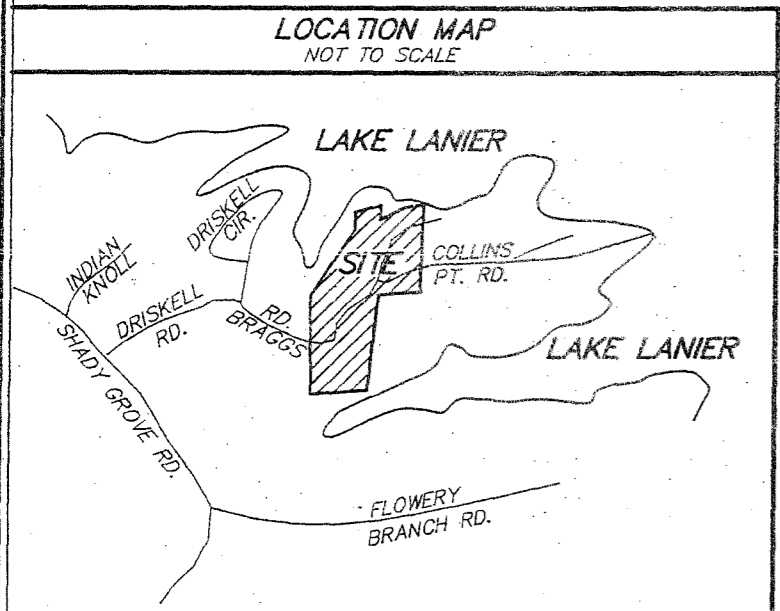 LOCATION MAP
NOT TO SCALE
LAKE LANIER
DRISKELL
CIR.
INDIAN
KNOLL
SITE
COLLINS
PT. RD.
DRISKELL
RD.
RD.
BRAGGS
SHADY GROVE RD.
LAKE LANIER
FLOWERY
BRANCH RD.